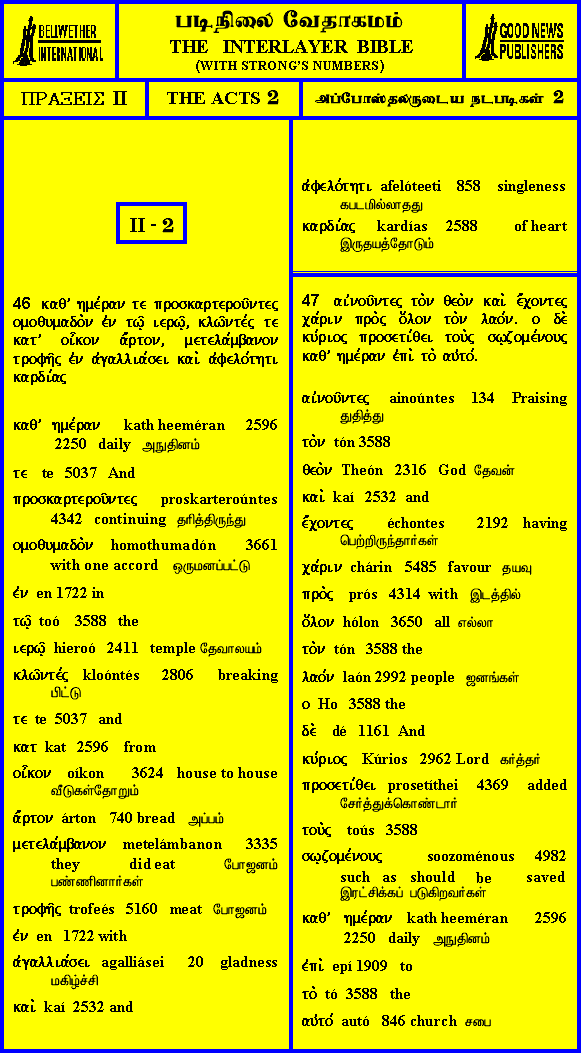 BELLWETHER
INTERNATIONAL
படிநிலை வேதாகமம்
THE INTERLAYER BIBLE
(WITH STRONG'S NUMBERS)
GOOD NEWS
PUBLISHERS
ΠΡΑΞΕΙΣ II
THE ACTS 2
அப்போஸ்தலருடைய நடபடிகள் 2
II - 2
46 καθ’ ημέραν τε προσκαρτεροῦντες
ομοθυμαδὸν ἐν τῷ ιερῷ, κλῶντές τε
κατ’ οἶκον ἄρτον, μετελάμβανον
τροφῆς ἐν ἀγαλλιάσει καὶ ἀφελότητι
καρδίας
καθ’ ημέραν kath heeméran 2596
2250 daily அநுதினம்
τε te 5037 And
προσκαρτεροῦντες proskarteroúntes
4342 continuing தரித்திருந்து
ομοθυμαδὸν homothumadón 3661
with one accord ஒருமனப்பட்டு
ἐν en 1722 in
τῷ toó 3588 the
ιερῷ hieroó 2411 temple தேவாலயம்
κλῶντές kloóntés 2806 breaking
பிட்டு
τε te 5037 and
κατ kat 2596 from
οἶκον oíkon 3624 house to house
வீடுகள்தோறும்
ἄρτον árton 740 bread அப்பம்
μετελάμβανον metelámbanon 3335
they did eat போஜனம்
பண்ணினார்கள்
τροφῆς trofeés 5160 meat போஜனம்
ἐν en 1722 with
ἀγαλλιάσει agalliásei 20 gladness
மகிழ்ச்சி
καὶ kaí 2532 and
ἀφελότητι afelóteeti 858 singleness
கபடமில்லாதது
καρδίας kardías 2588 of heart
இருதயத்தோடும்
47 αἰνοῦντες τὸν θεὸν καὶ ἔχοντες
χάριν πρὸς ὅλον τὸν λαόν. ο δὲ
κύριος προσετίθει τοὺς σῳζομένους
καθ’ ημέραν ἐπὶ τὸ αὐτό.
αἰνοῦντες ainoúntes 134 Praising
துதித்து
τὸν tón 3588
θεὸν Theón 2316 God தேவன்
καὶ kaí 2532 and
ἔχοντες échontes 2192 having
பெற்றிருந்தார்கள்
χάριν chárin 5485 favour தயவு
πρὸς prós 4314 with இடத்தில்
ὅλον hólon 3650 all எல்லா
τὸν tón 3588 the
λαόν laón 2992 people ஜனங்கள்
ο Ho 3588 the
δὲ dé 1161 And
κύριος Kúrios 2962 Lord கர்த்தர்
προσετίθει prosetíthei 4369 added
சேர்த்துக்கொண்டார்
τοὺς toús 3588
σῳζομένους soozoménous 4982
such as should be saved
இரட்சிக்கப் படுகிறவர்கள்
καθ’ ημέραν kath heeméran 2596
2250 daily அநுதினம்
ἐπὶ epí 1909 to
τὸ tó 3588 the
αὐτό autó 846 church சபை